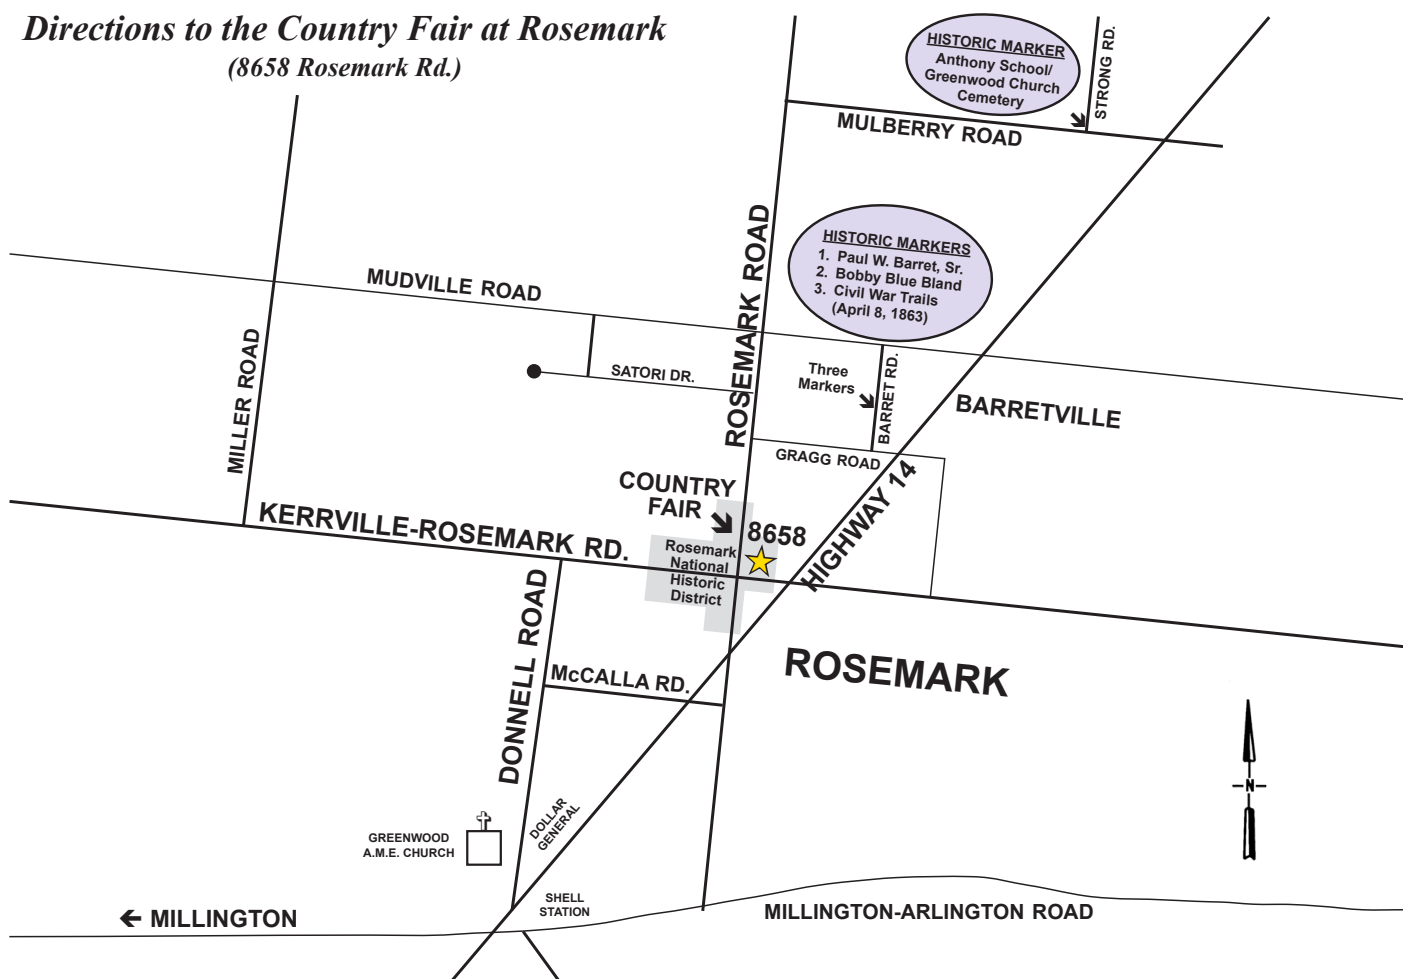 Directions to the Country Fair at Rosemark
(8658 Rosemark Rd.)
HISTORIC MARKER
Anthony School/
Greenwood Church
Cemetery
STRONG RD.
MULBERRY ROAD
HISTORIC MARKERS
1. Paul W. Barret, Sr.
2. Bobby Blue Bland
3. Civil War Trails
(April 8, 1863)
ROSEMARK ROAD
MUDVILLE ROAD
MILLER ROAD
SATORI DR.
Three
Markers
BARRET RD.
BARRETVILLE
GRAGG ROAD
HIGHWAY 14
COUNTRY
FAIR
8658
KERRVILLE-ROSEMARK RD.
Rosemark
National
Historic
District
DONNELL ROAD
McCALLA RD.
ROSEMARK
N
DOLLAR
GENERAL
GREENWOOD
A.M.E. CHURCH
SHELL
STATION
MILLINGTON
MILLINGTON-ARLINGTON ROAD